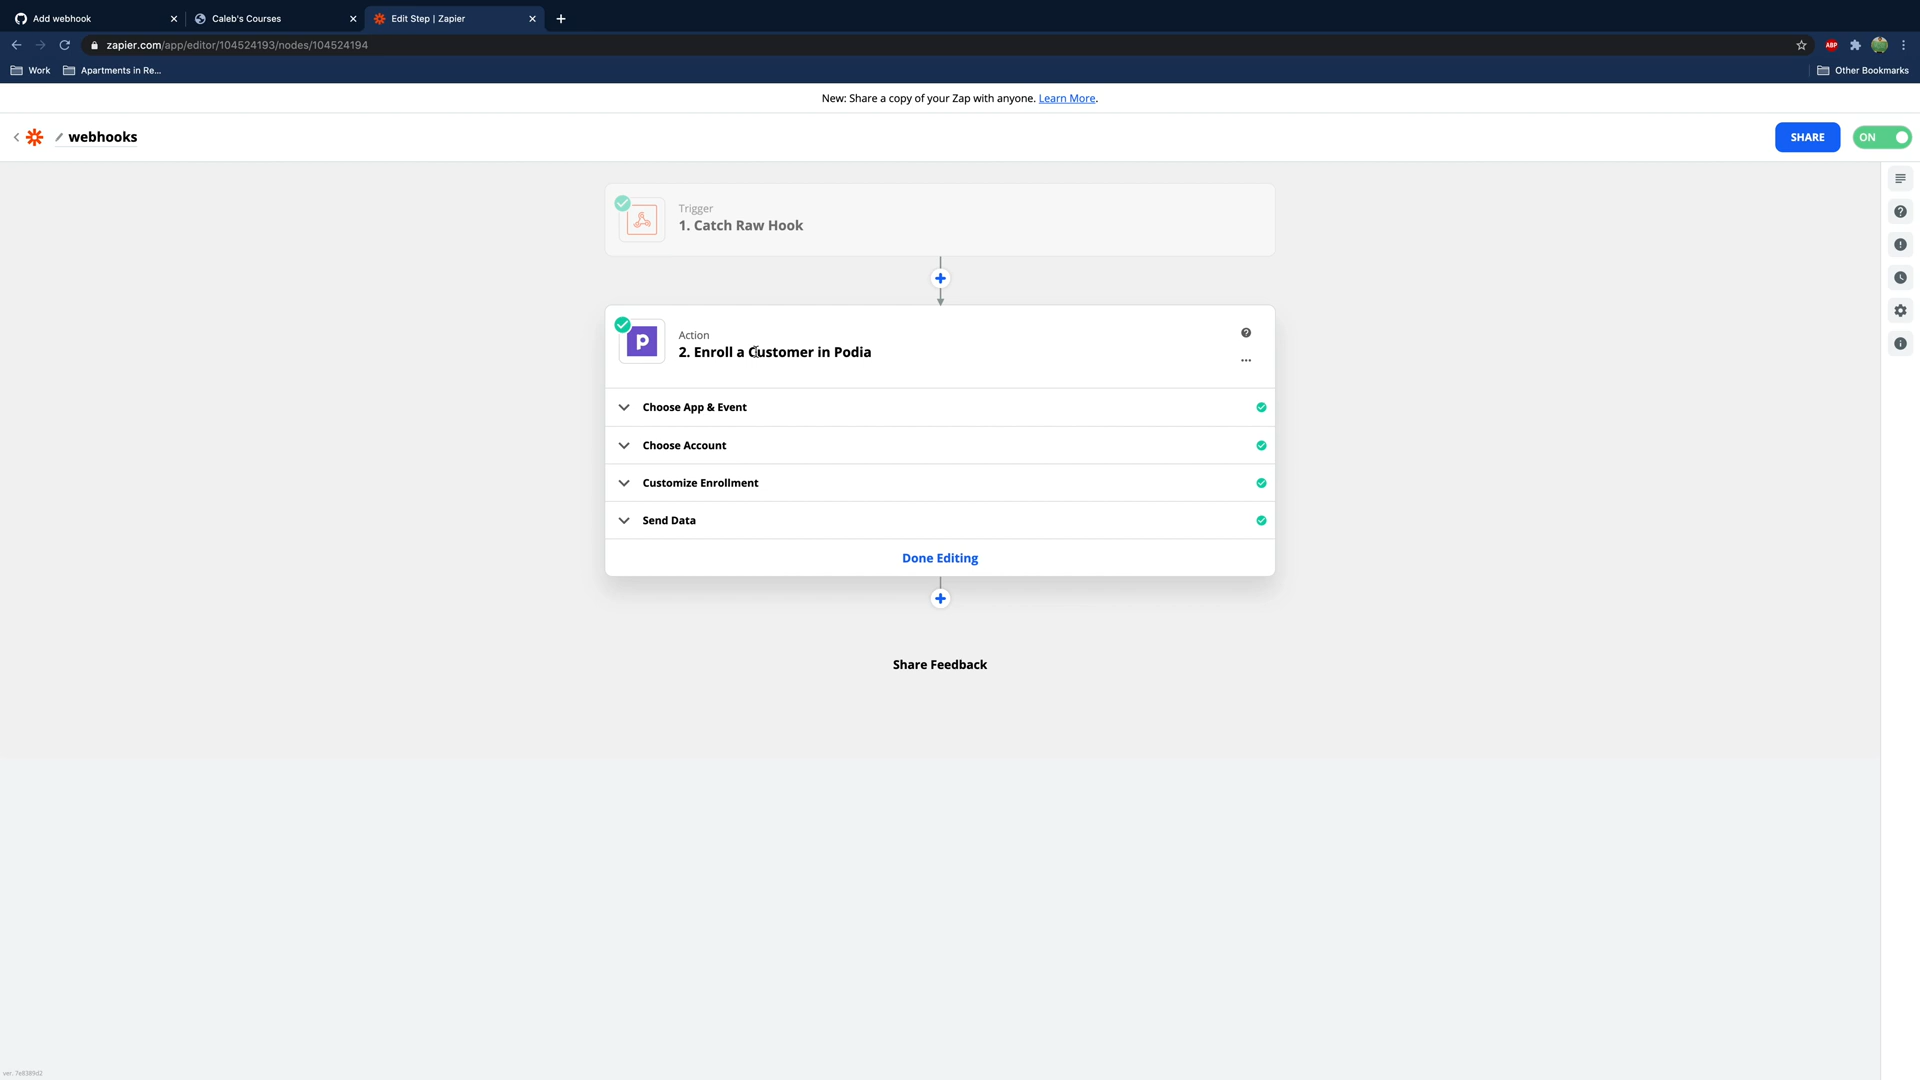 Add webhook
Caleb's Courses
Edit Step | Zapier
zapier.com/app/editor/104524193/nodes/104524194
ABP
Work
Apartments in Re...
Other Bookmarks
New: Share a copy of your Zap with anyone. Learn More.
webhooks
SHARE
ON
Trigger
1. Catch Raw Hook
Action
2. Enroll a Customer in Podia
Choose App & Event
Choose Account
Customize Enrollment
Send Data
Done Editing
Share Feedback
ver. 7e8389d2